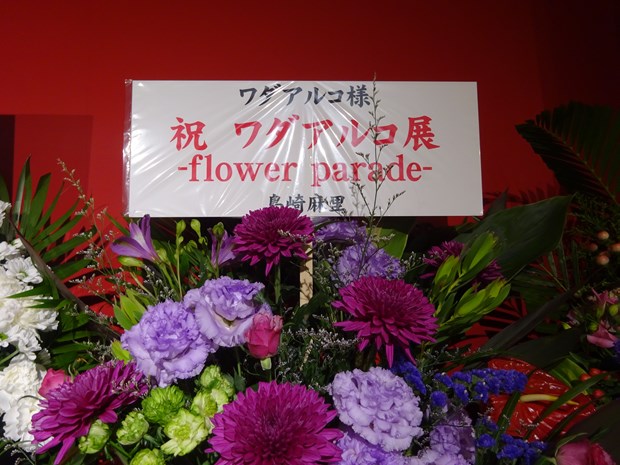 ワダアルコ様
祝 ワダアルコ展
-flower parade-
島崎麻里